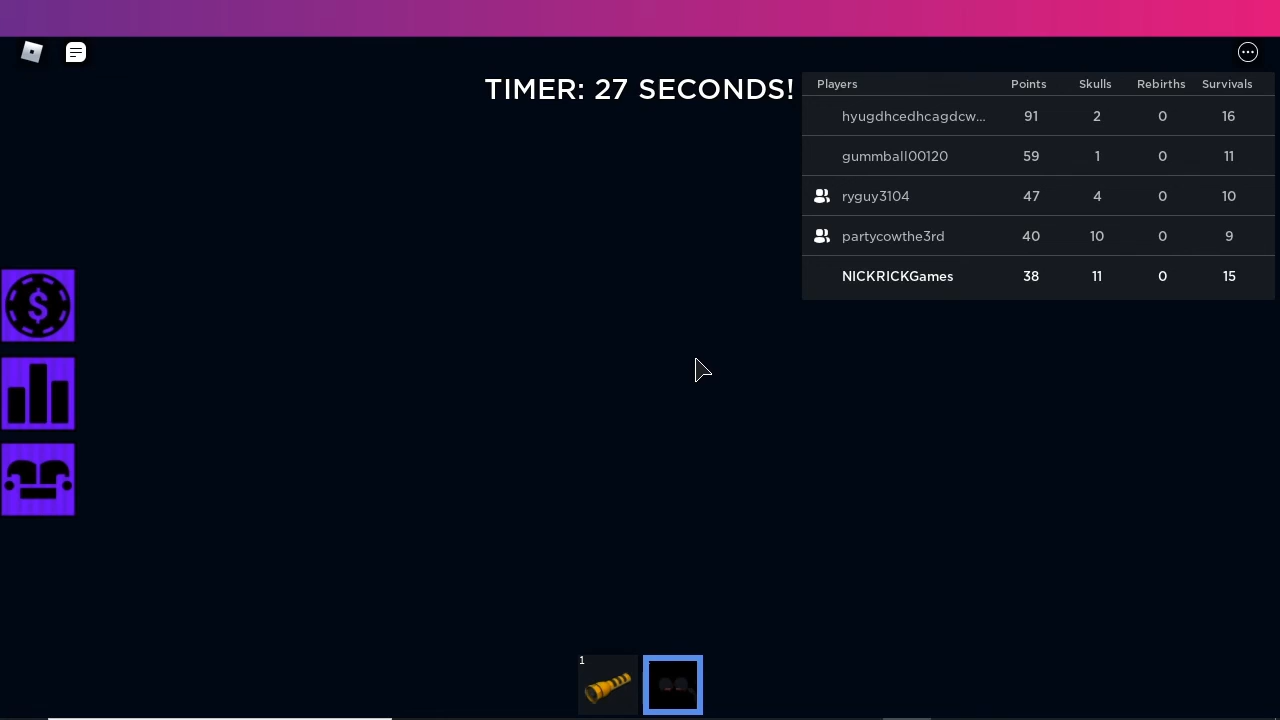 TIMER: 27 SECONDS!
Players Points Skulls Rebirths Survivals
hyugdhcedhcagdcw... 91 2 0 16
gummball00120 59 1 0 11
ryguy3104 47 4 0 10
partycowthe3rd 40 10 0 9
NICKRICKGames 38 11 0 15
$
1